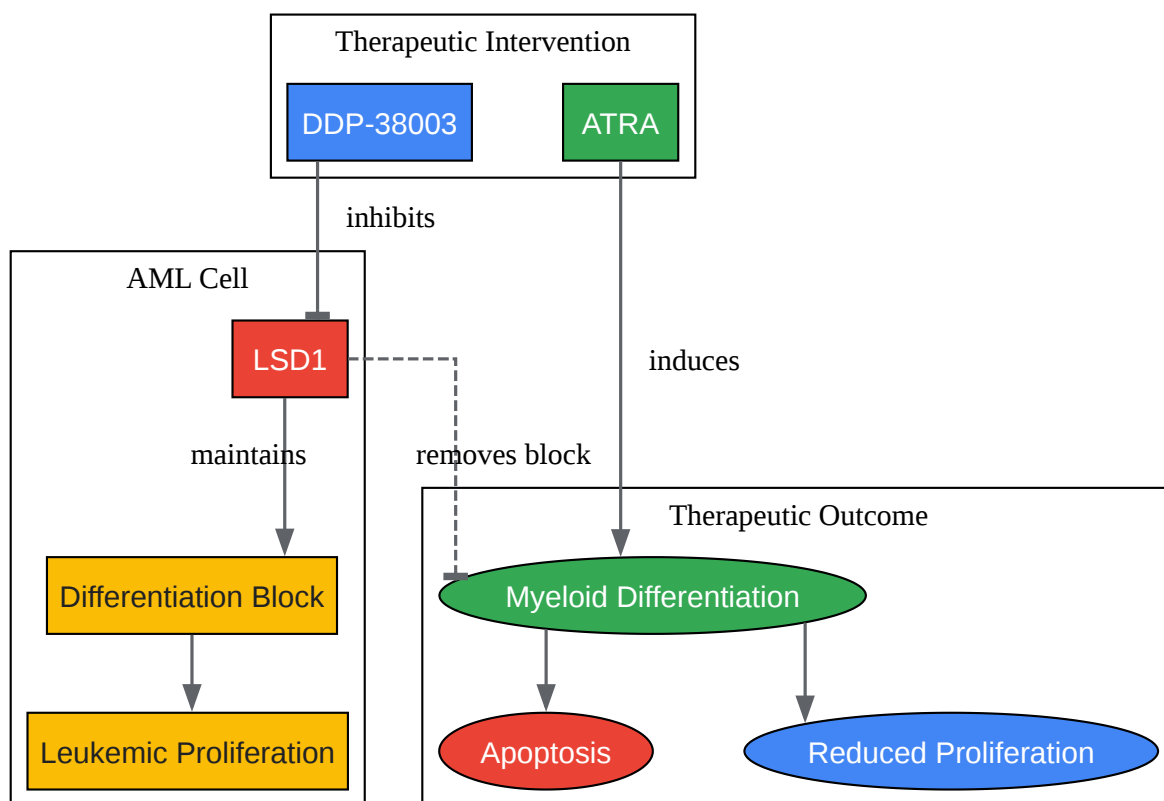 Therapeutic Intervention
DDP-38003
ATRA
inhibits
AML Cell
LSD1
induces
maintains
removes block
Therapeutic Outcome
Differentiation Block
Myeloid Differentiation
Leukemic Proliferation
Apoptosis
Reduced Proliferation